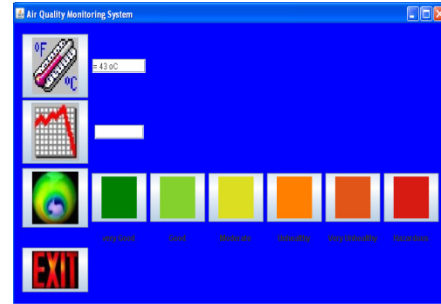 Air Quality Monitoring System
°F
= 43 oC
°C
Very Good Good Moderate Unhealthy Very Unhealthy Hazardous
EXIT